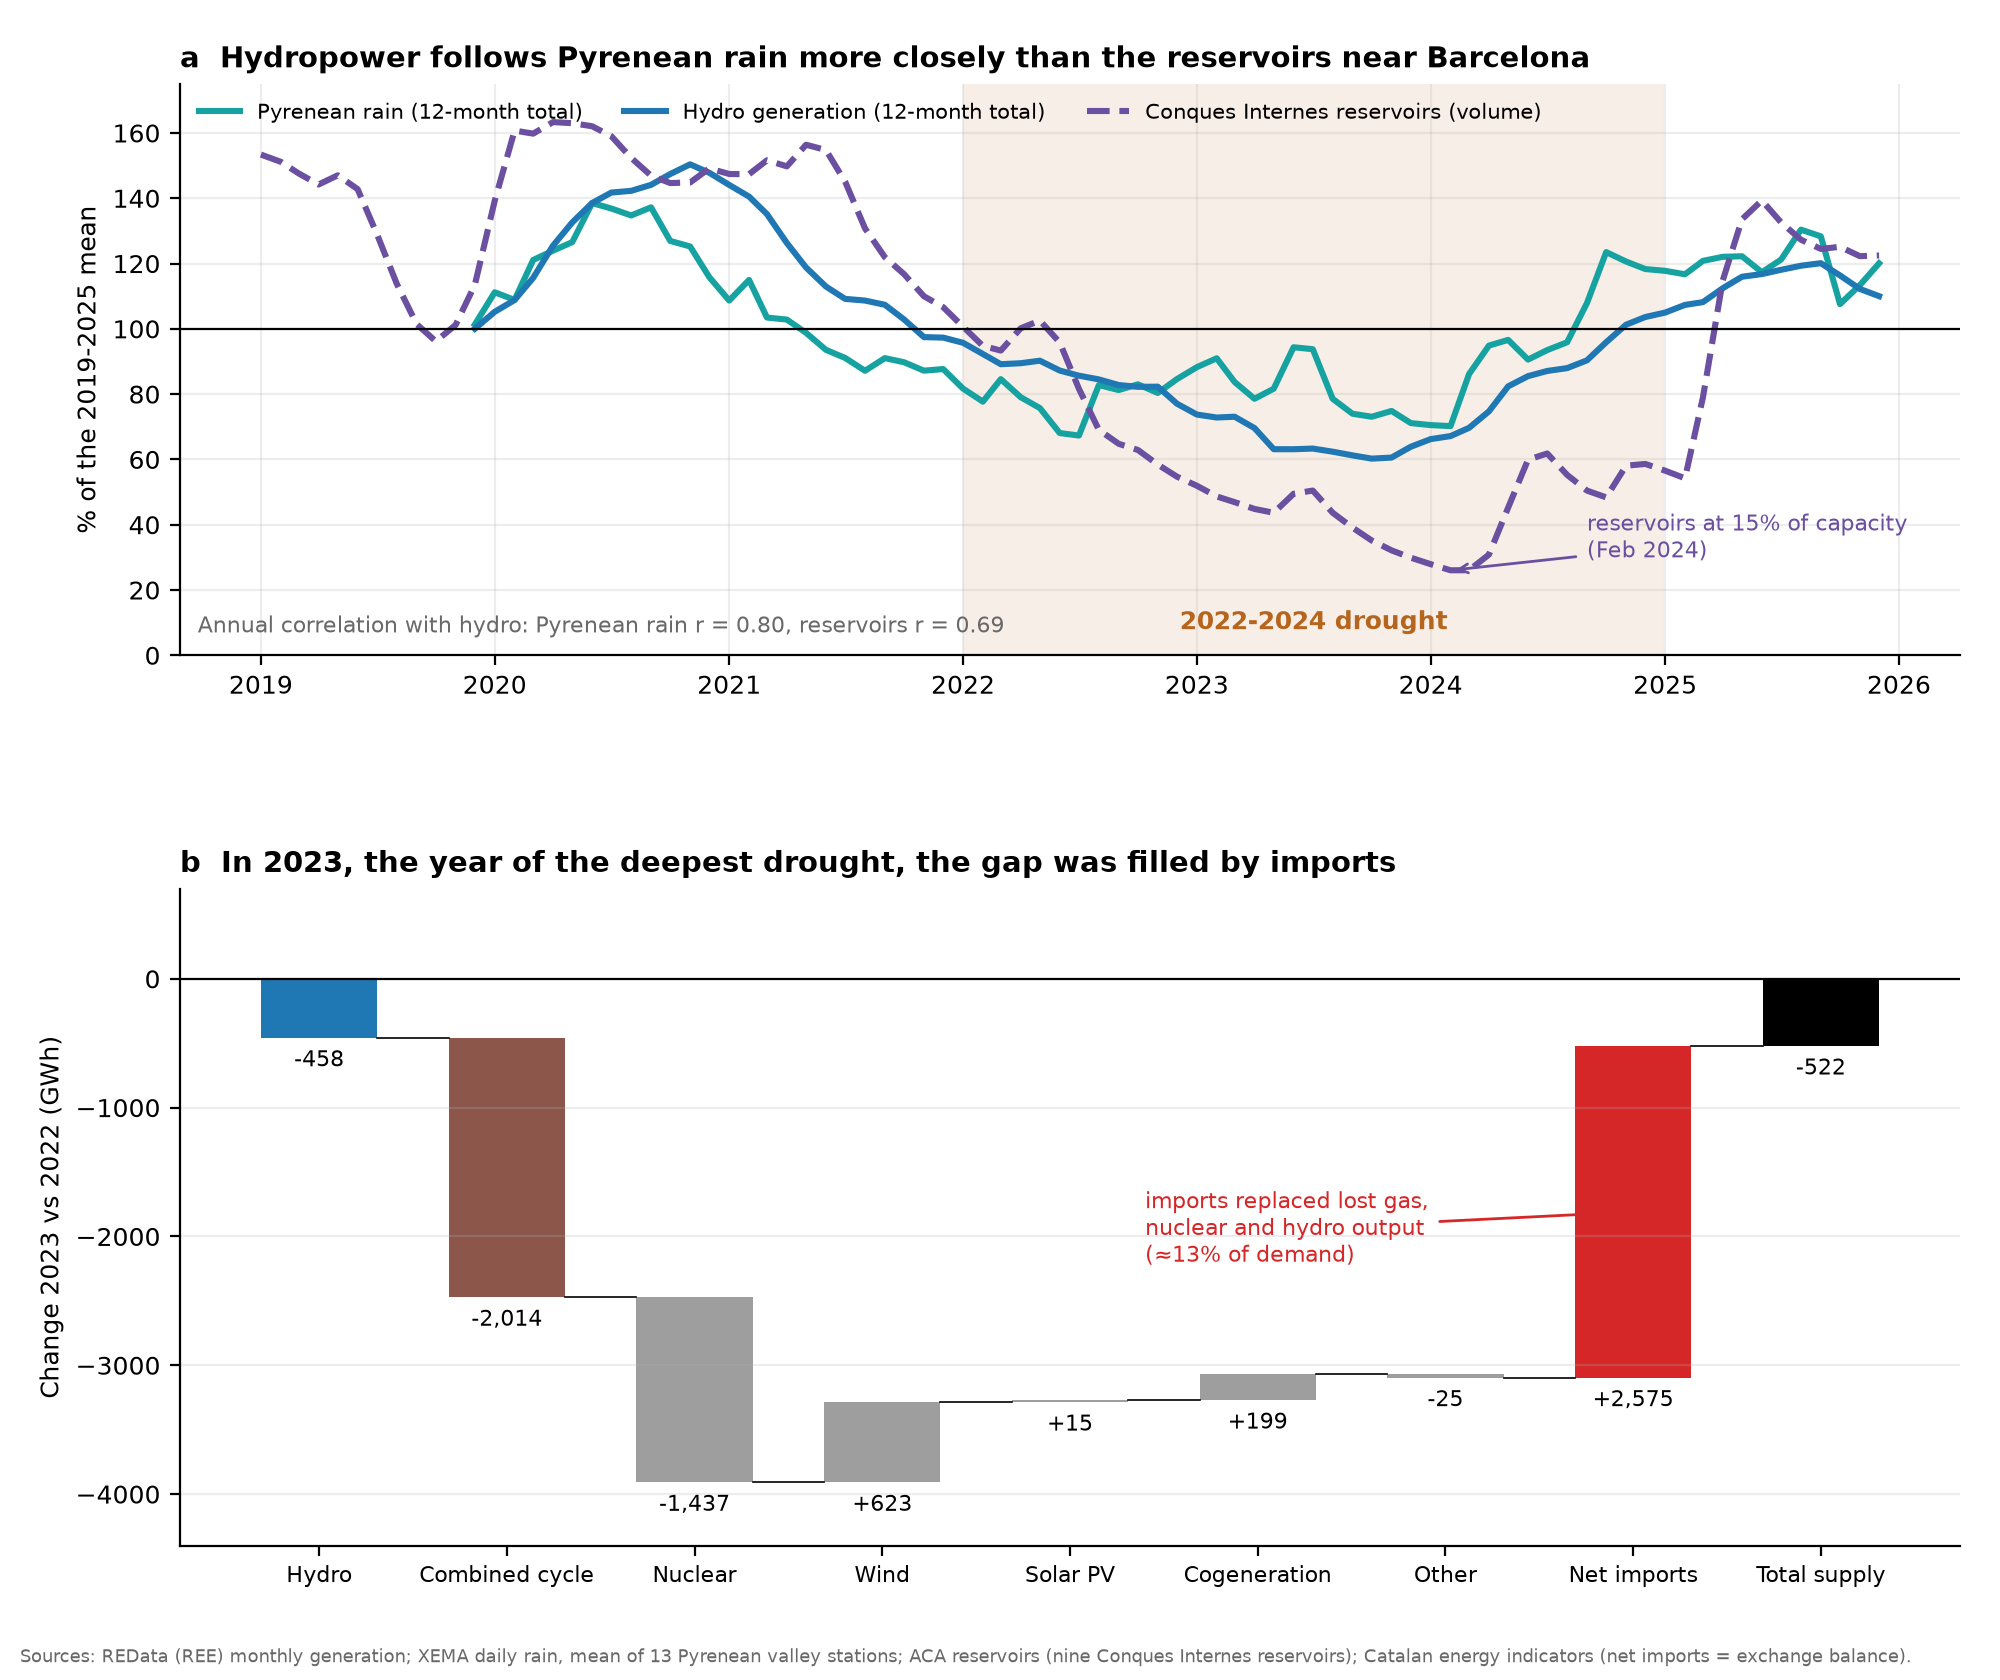 a  Hydropower follows Pyrenean rain more closely than the reservoirs near Barcelona
Pyrenean rain (12-month total)
Hydro generation (12-month total)
Conques Internes reservoirs (volume)
% of the 2019-2025 mean
160
140
120
100
80
60
40
20
0
reservoirs at 15% of capacity
(Feb 2024)
Annual correlation with hydro: Pyrenean rain r = 0.80, reservoirs r = 0.69
2022-2024 drought
2019
2020
2021
2022
2023
2024
2025
2026
b  In 2023, the year of the deepest drought, the gap was filled by imports
Change 2023 vs 2022 (GWh)
0
−1000
−2000
−3000
−4000
-458
-2,014
-1,437
+623
+15
+199
-25
+2,575
-522
imports replaced lost gas,
nuclear and hydro output
(≈13% of demand)
Hydro
Combined cycle
Nuclear
Wind
Solar PV
Cogeneration
Other
Net imports
Total supply
Sources: REData (REE) monthly generation; XEMA daily rain, mean of 13 Pyrenean valley stations; ACA reservoirs (nine Conques Internes reservoirs); Catalan energy indicators (net imports = exchange balance).